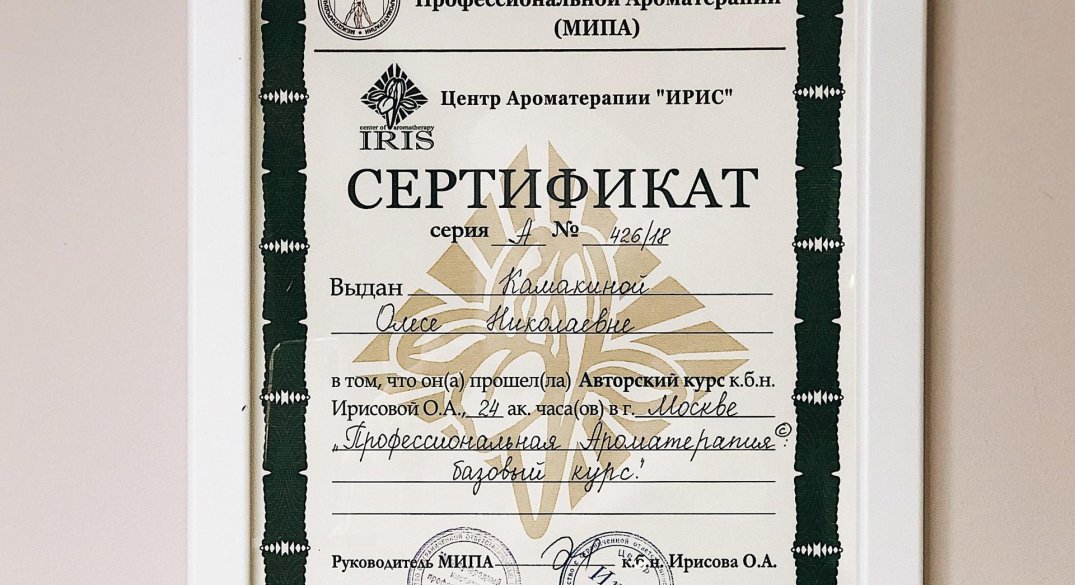 Профессиональной Ароматерапии
(МИПА)
Центр Ароматерапии "ИРИС"
center of aromatherapy
IRIS
СЕРТИФИКАТ
серия А № 426/18
Выдан Камакиной
Олесе Николаевне
в том, что он(а) прошел(ла) Авторский курс к.б.н.
Ирисовой О.А., 24 ак. часа(ов) в г. Москве
„Профессиональная Ароматерапия©:
базовый курс."
Руководитель МИПА к.б.н. Ирисова О.А.